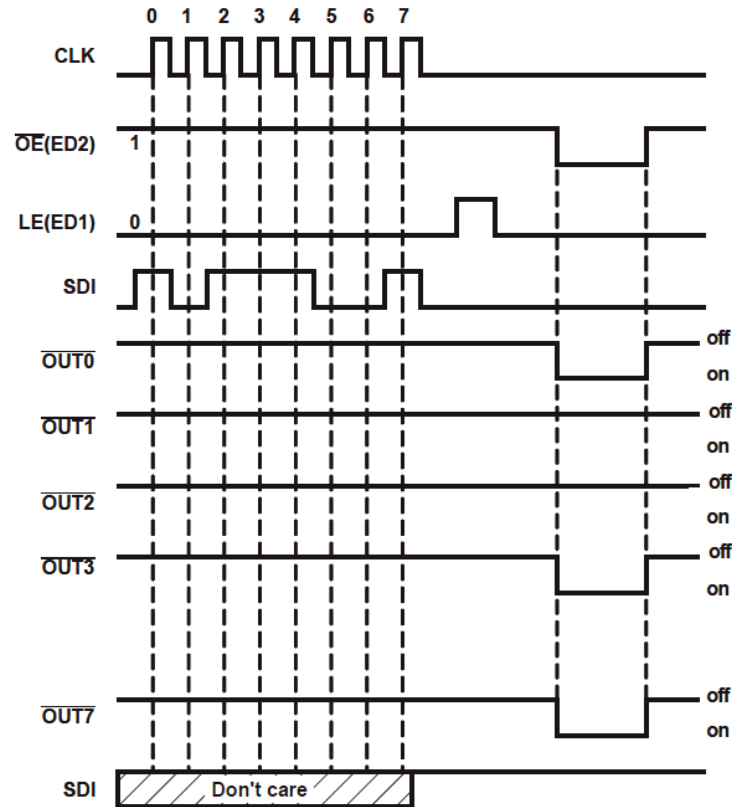 0 1 2 3 4 5 6 7
CLK
OE(ED2) 1
LE(ED1) 0
SDI
OUT0 off
on
OUT1 off
on
OUT2 off
on
OUT3 off
on
OUT7 off
on
SDI Don't care